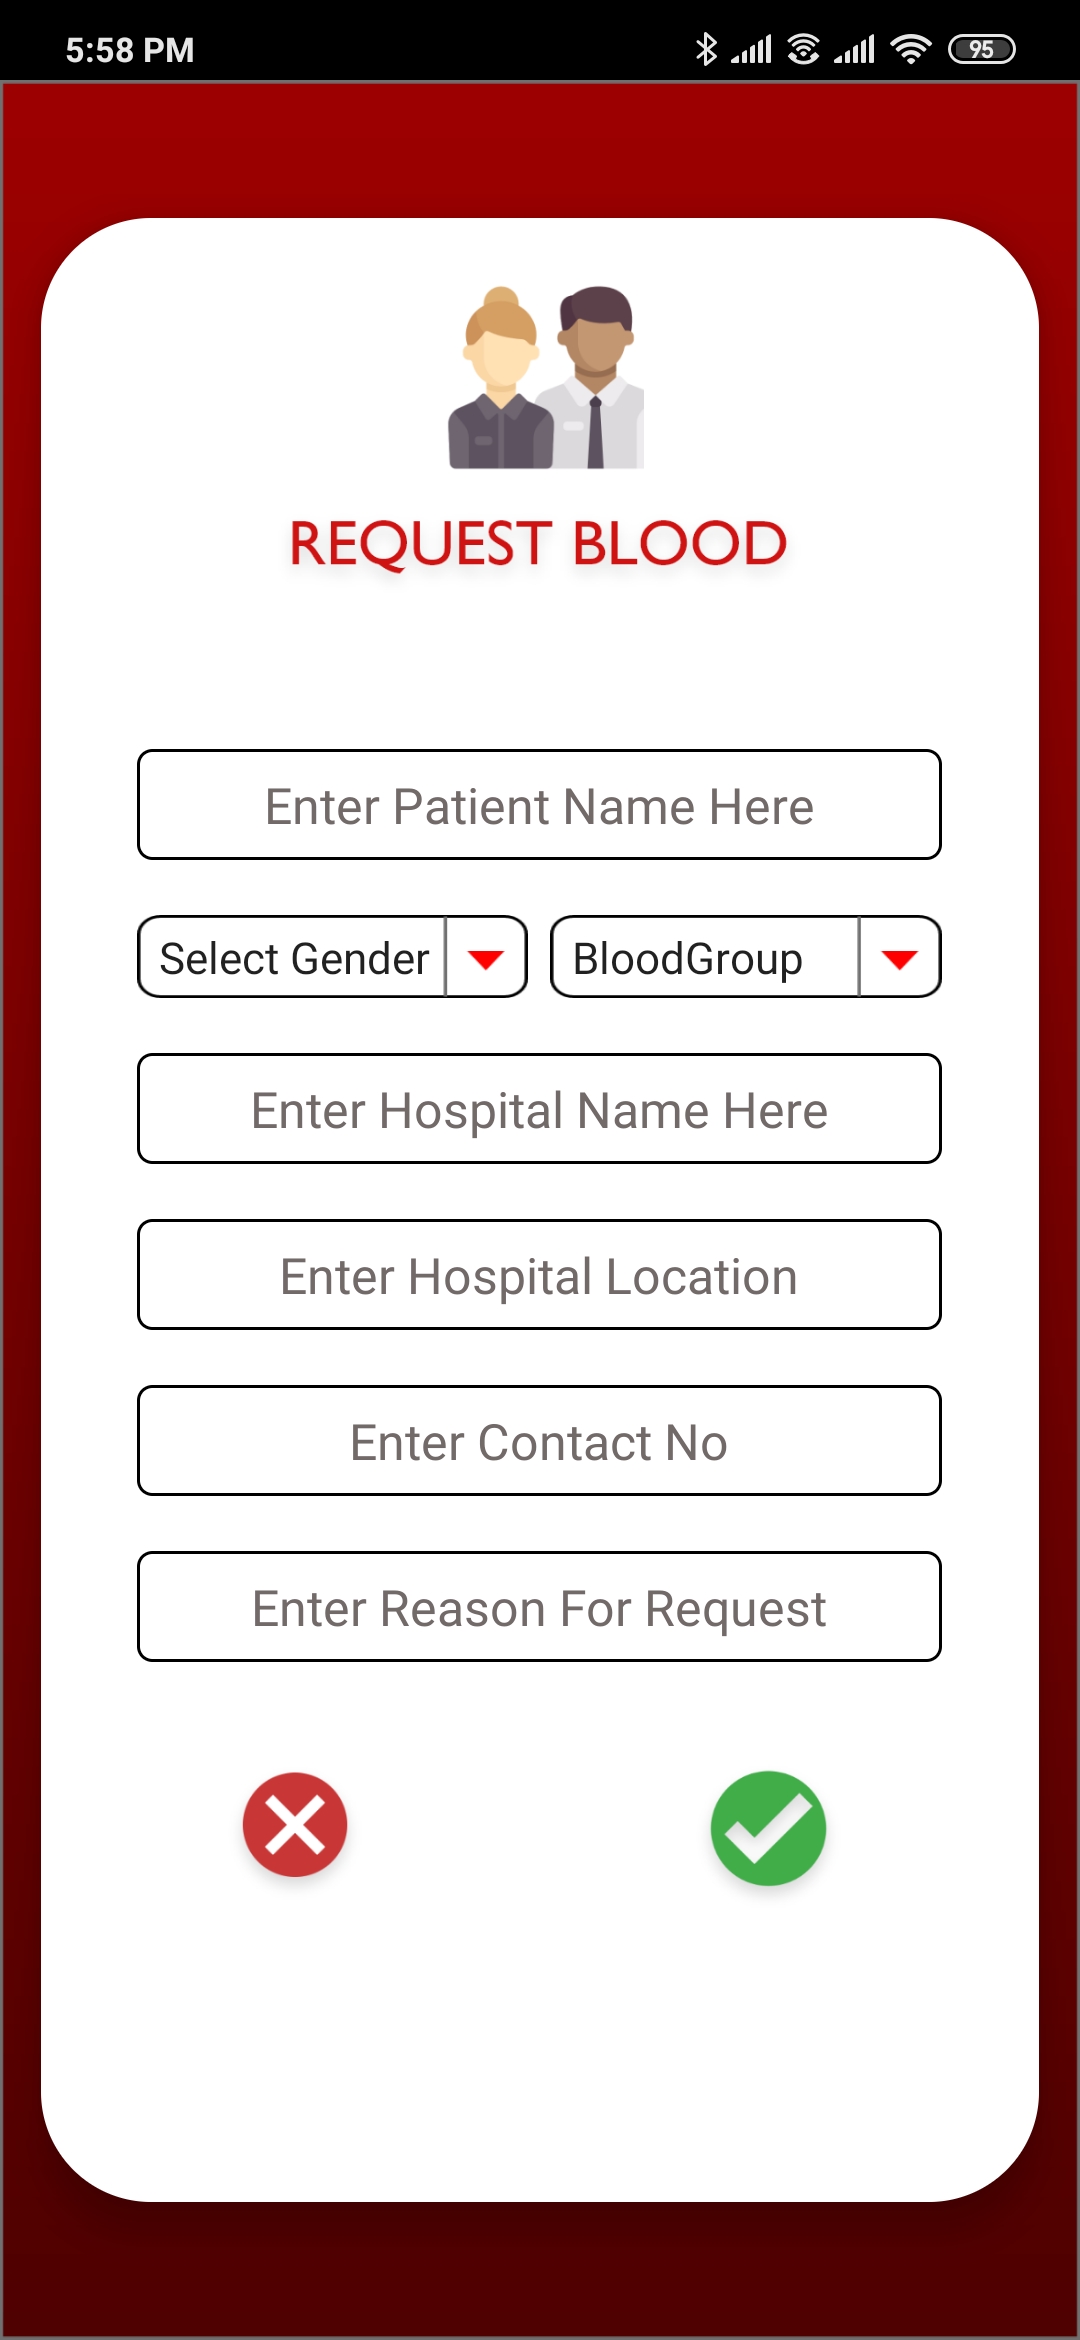 5:58 PM 95
REQUEST BLOOD
Enter Patient Name Here
Select Gender BloodGroup
Enter Hospital Name Here
Enter Hospital Location
Enter Contact No
Enter Reason For Request